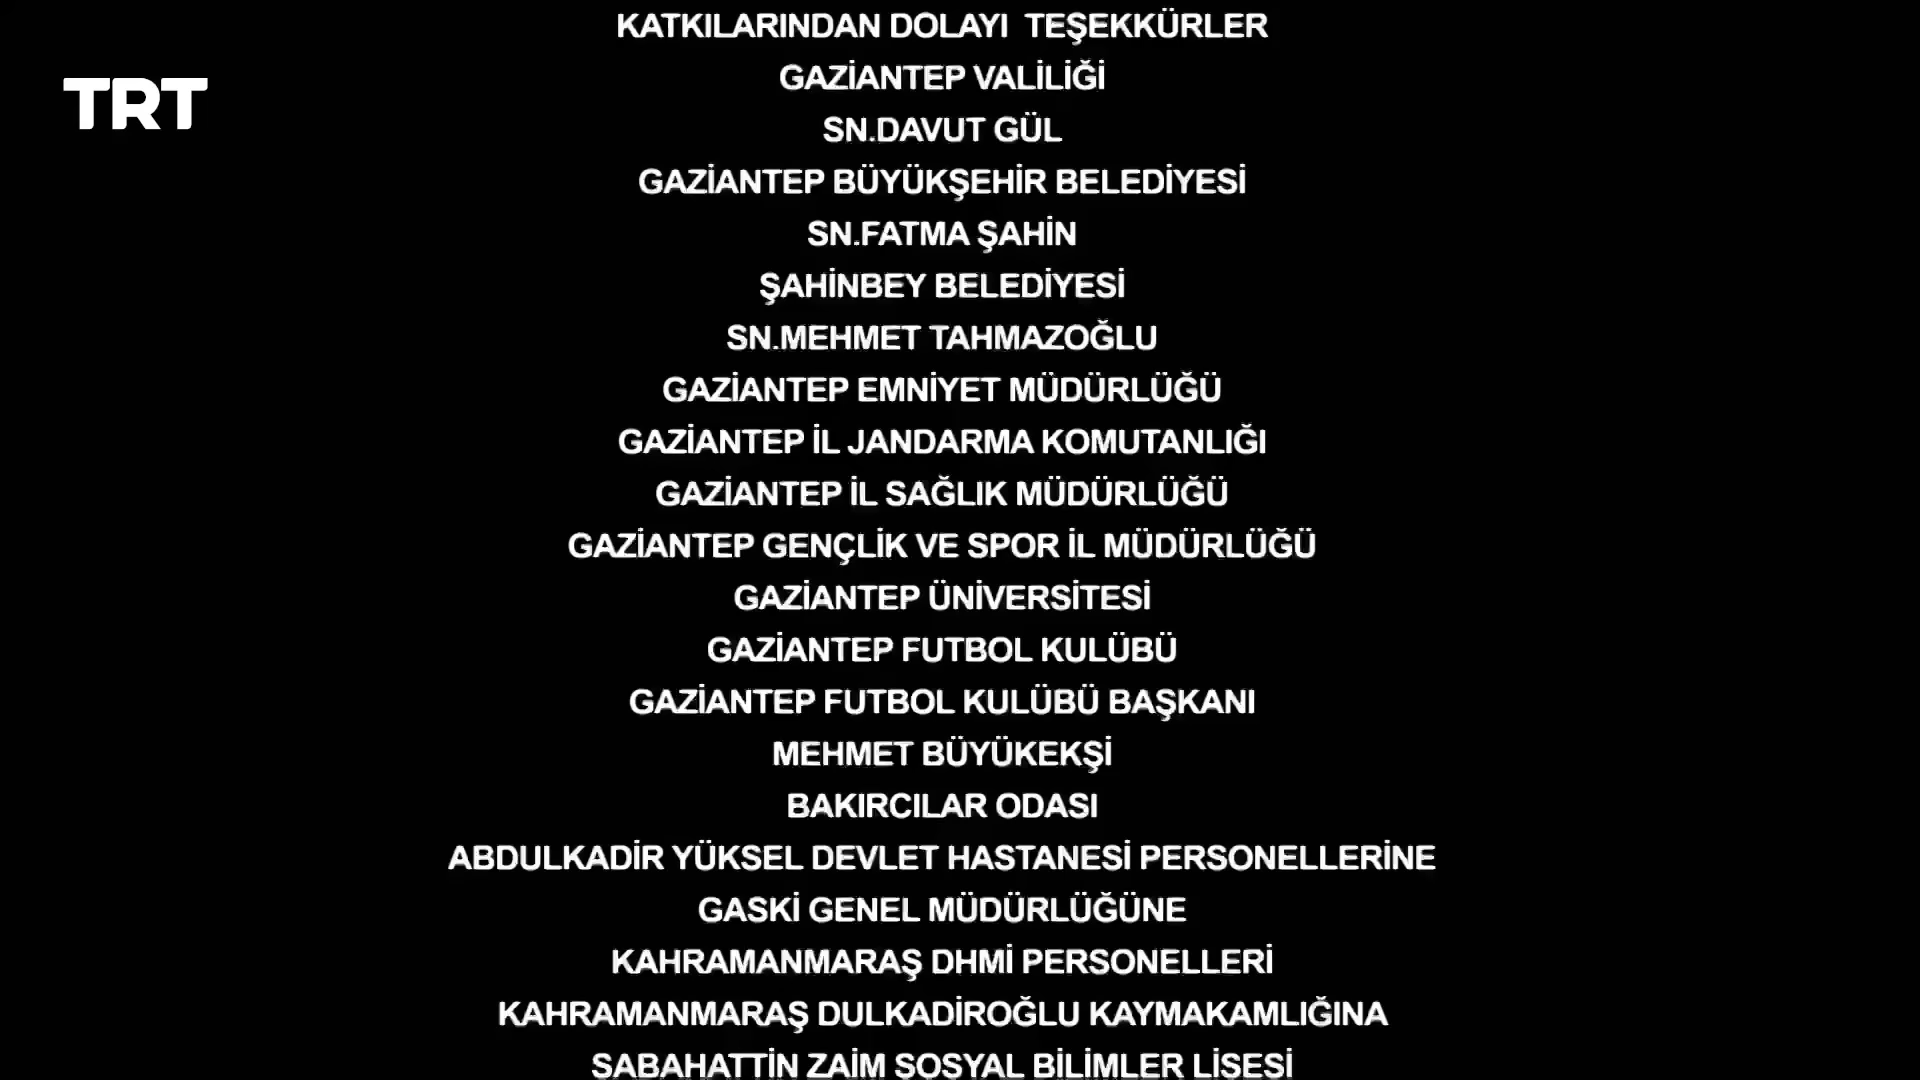 KATKILARINDAN DOLAYI TEŞEKKÜRLER
TRT
GAZİANTEP VALİLİĞİ
SN.DAVUT GÜL
GAZİANTEP BÜYÜKŞEHİR BELEDİYESİ
SN.FATMA ŞAHİN
ŞAHİNBEY BELEDİYESİ
SN.MEHMET TAHMAZOĞLU
GAZİANTEP EMNİYET MÜDÜRLÜĞÜ
GAZİANTEP İL JANDARMA KOMUTANLIĞI
GAZİANTEP İL SAĞLIK MÜDÜRLÜĞÜ
GAZİANTEP GENÇLİK VE SPOR İL MÜDÜRLÜĞÜ
GAZİANTEP ÜNİVERSİTESİ
GAZİANTEP FUTBOL KULÜBÜ
GAZİANTEP FUTBOL KULÜBÜ BAŞKANI
MEHMET BÜYÜKEKŞİ
BAKIRCILAR ODASI
ABDULKADİR YÜKSEL DEVLET HASTANESİ PERSONELLERİNE
GASKİ GENEL MÜDÜRLÜĞÜNE
KAHRAMANMARAŞ DHMİ PERSONELLERİ
KAHRAMANMARAŞ DULKADİROĞLU KAYMAKAMLIĞINA
SABAHATTİN ZAİM SOSYAL BİLİMLER LİSESİ